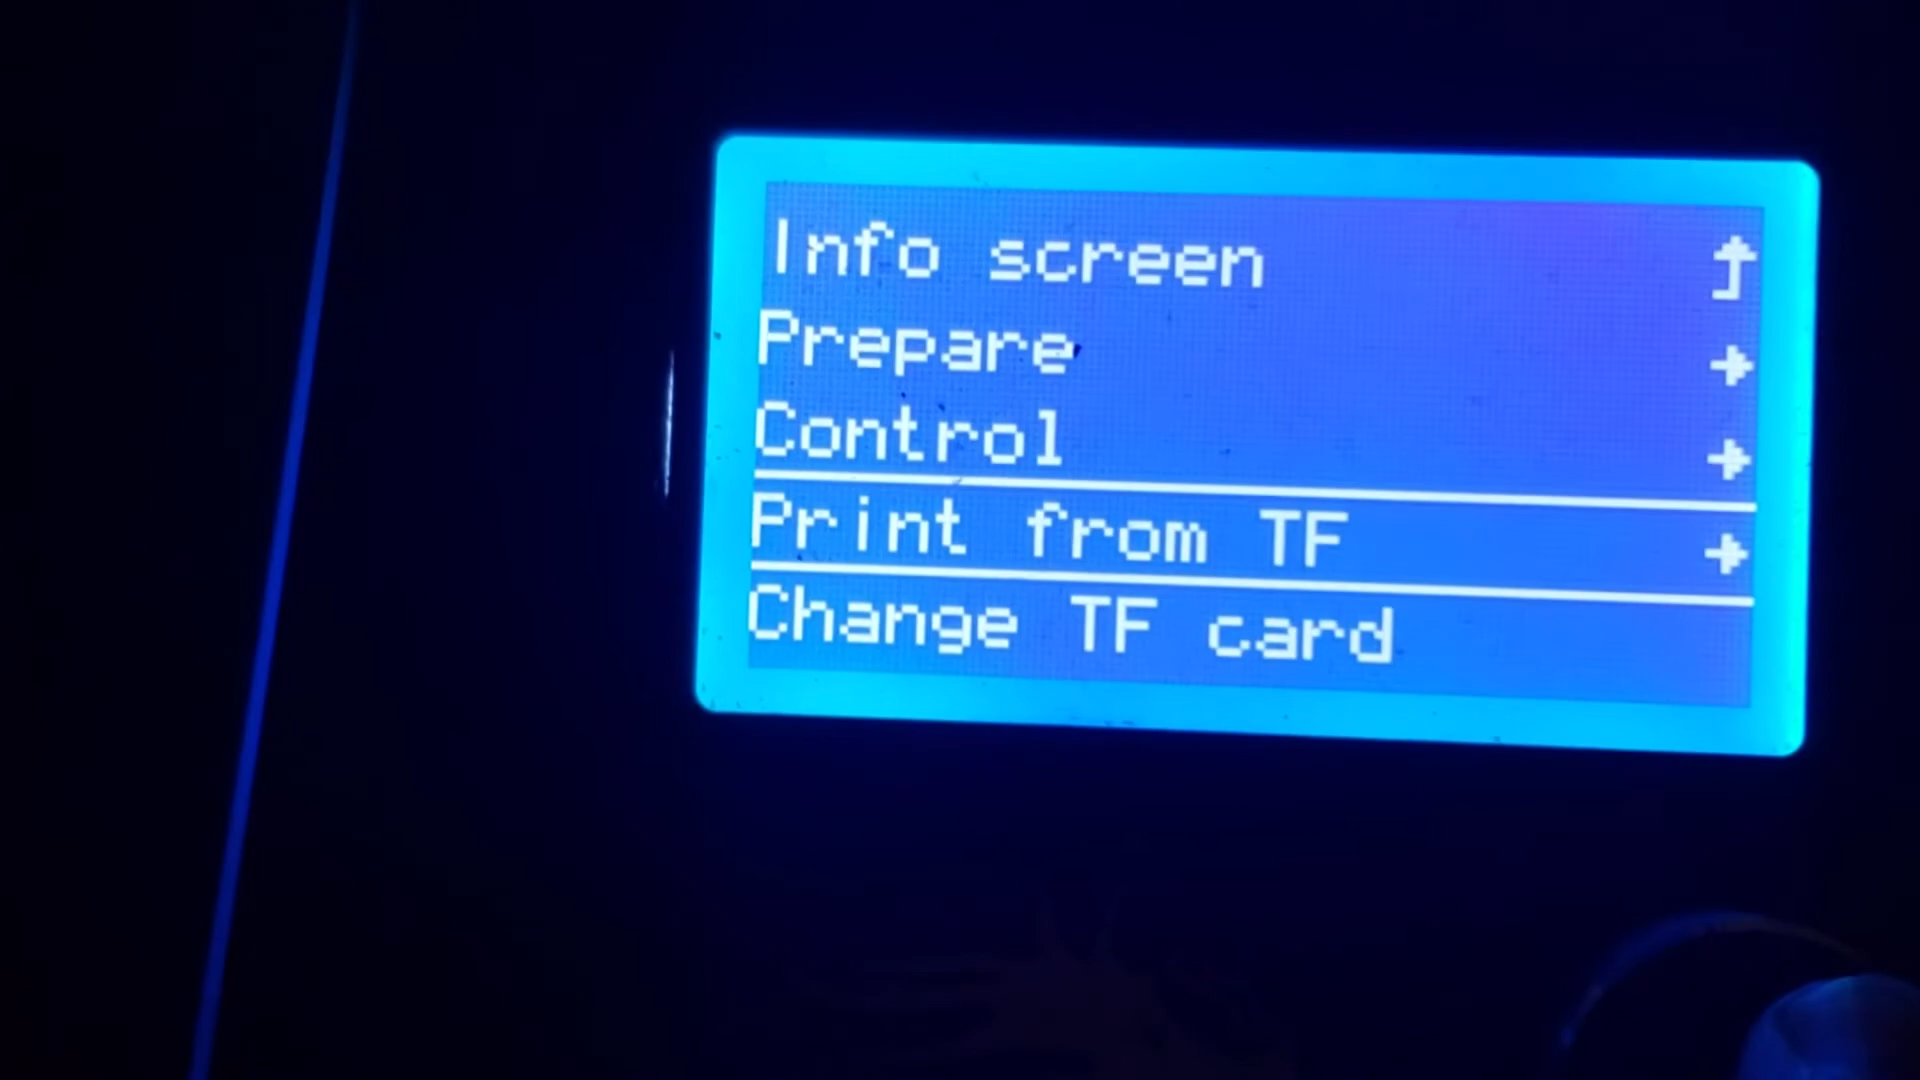 Info screen
Prepare
Control
Print from TF
Change TF card